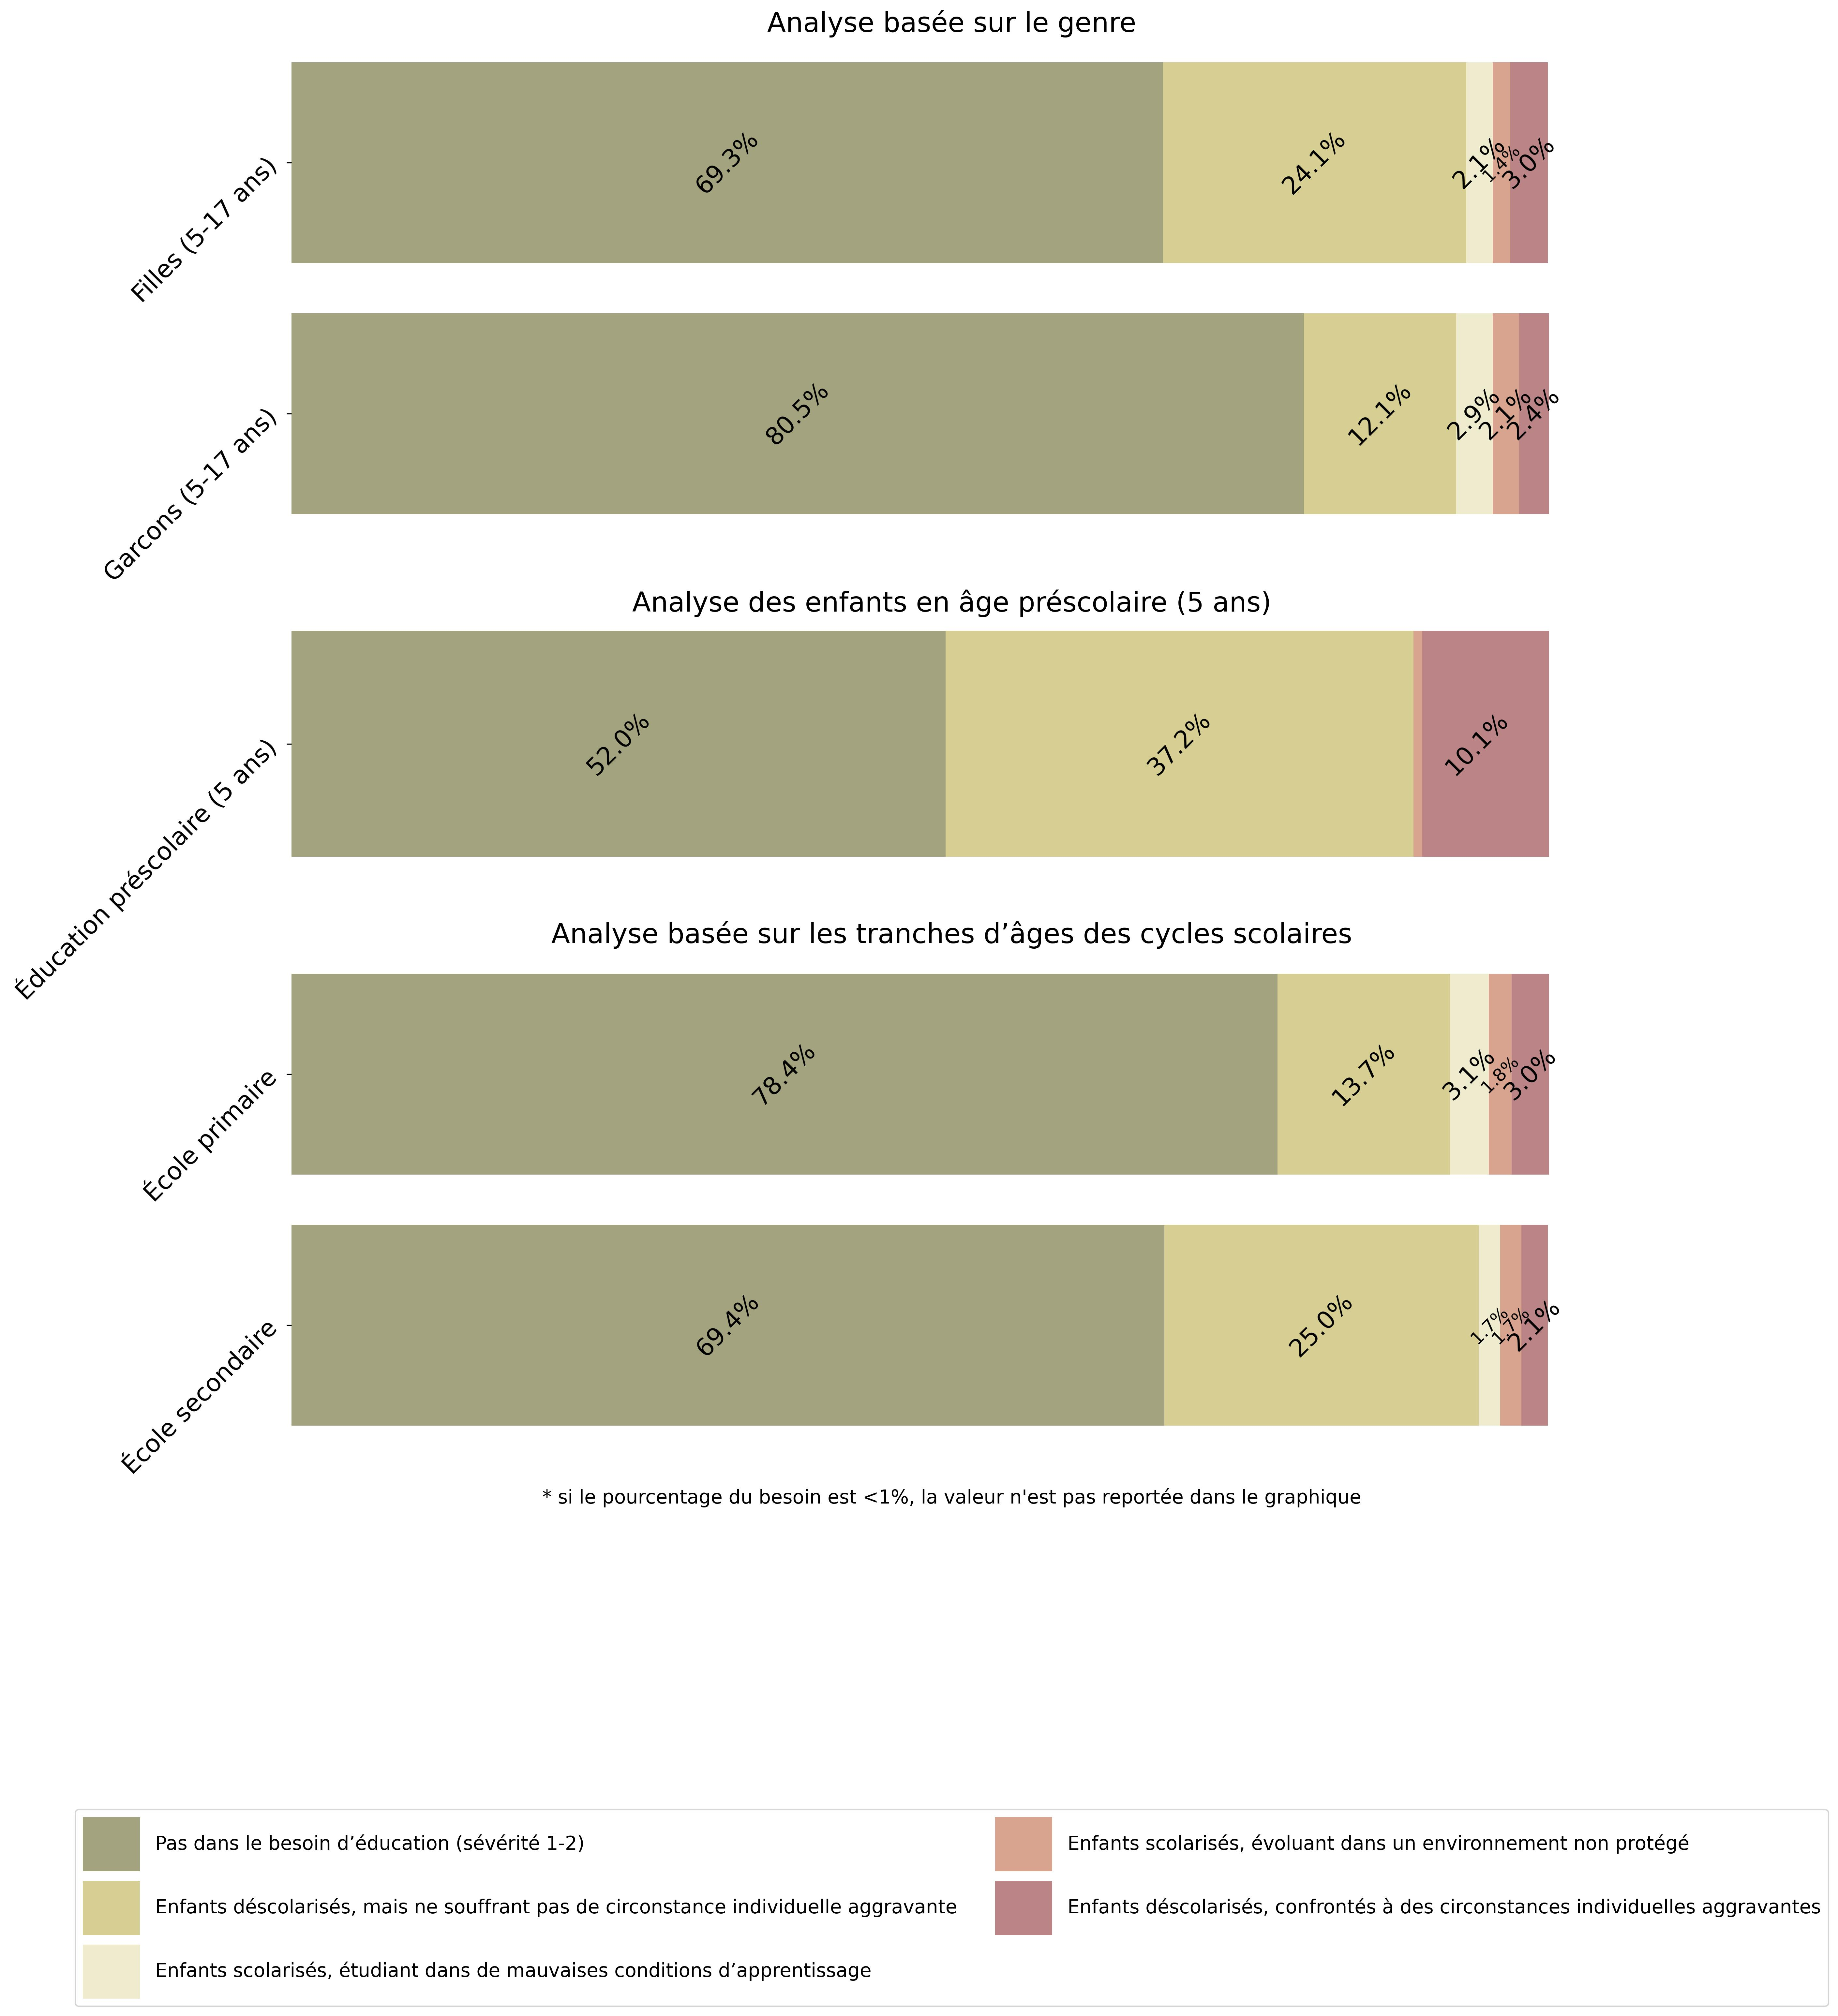 Analyse basée sur le genre
Filles (5-17 ans)
69.3%
24.1%
2.1%
1.4%
3.0%
Garcons (5-17 ans)
80.5%
12.1%
2.9%
2.1%
2.4%
Analyse des enfants en âge préscolaire (5 ans)
Éducation préscolaire (5 ans)
52.0%
37.2%
10.1%
Analyse basée sur les tranches d’âges des cycles scolaires
École primaire
78.4%
13.7%
3.1%
1.8%
3.0%
École secondaire
69.4%
25.0%
1.7%
1.7%
2.1%
* si le pourcentage du besoin est <1%, la valeur n'est pas reportée dans le graphique
Pas dans le besoin d’éducation (sévérité 1-2)
Enfants déscolarisés, mais ne souffrant pas de circonstance individuelle aggravante
Enfants scolarisés, étudiant dans de mauvaises conditions d’apprentissage
Enfants scolarisés, évoluant dans un environnement non protégé
Enfants déscolarisés, confrontés à des circonstances individuelles aggravantes